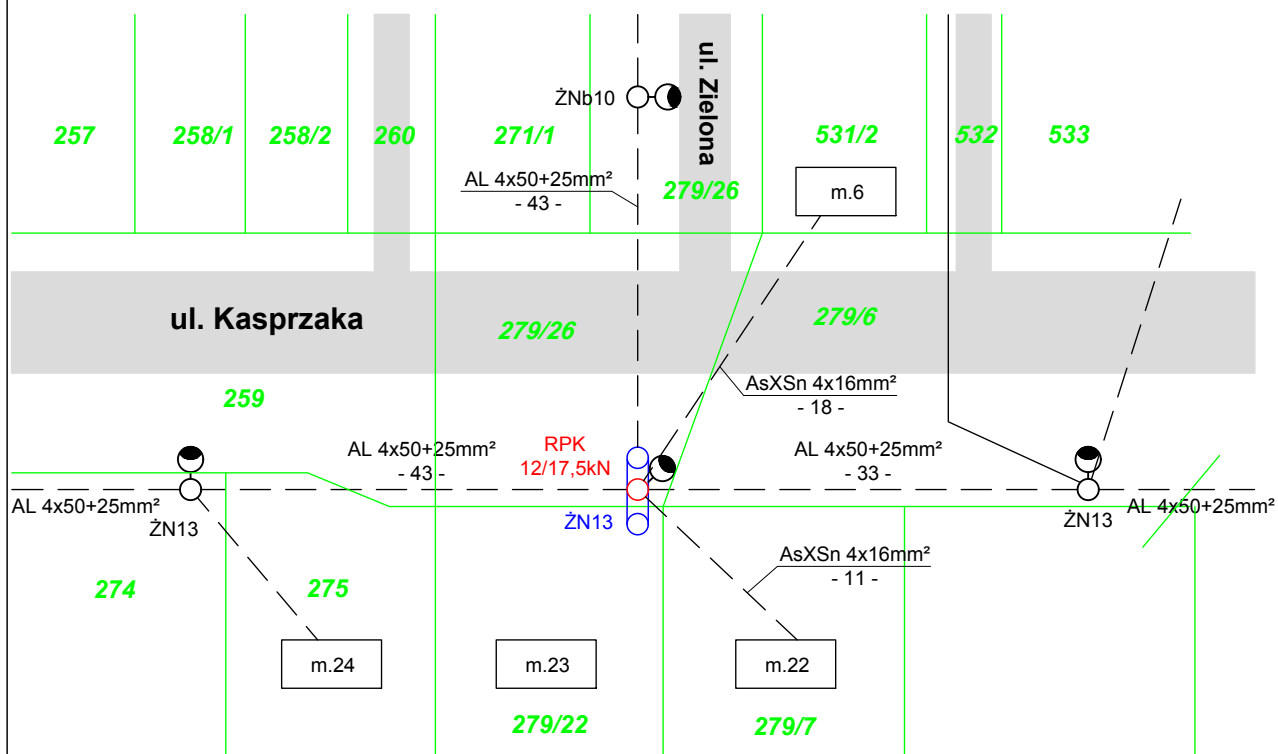 ul. Zielona
ŻNb10
257
258/1
258/2
260
271/1
531/2
532
533
AL 4x50+25mm²
- 43 -
279/26
m.6
ul. Kasprzaka
279/26
279/6
259
AsXSn 4x16mm²
- 18 -
AL 4x50+25mm²
- 43 -
RPK
12/17,5kN
AL 4x50+25mm²
- 33 -
AL 4x50+25mm²
ŻN13
ŻN13
ŻN13
AL 4x50+25mm²
AsXSn 4x16mm²
- 11 -
274
275
m.24
m.23
m.22
279/22
279/7